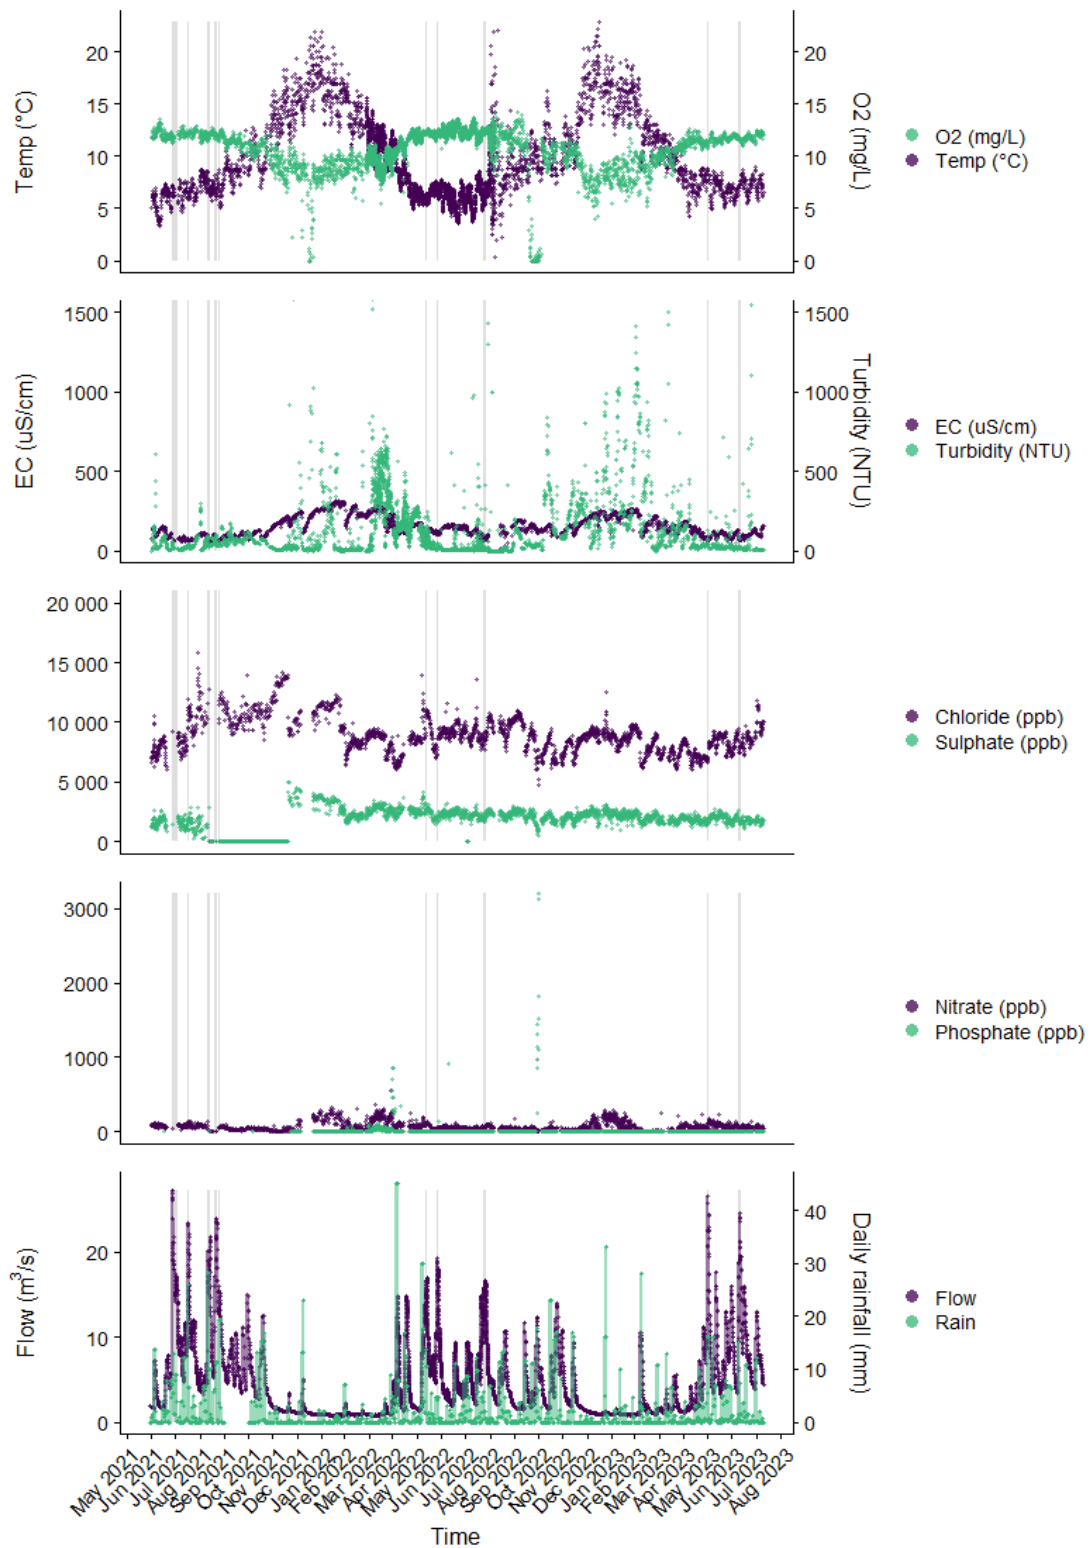 Temp (°C)
20
15
10
5
0
20
15
10
5
0
O2 (mg/L)
O2 (mg/L)
Temp (°C)
EC (uS/cm)
1500
1000
500
0
1500
1000
500
0
Turbidity (NTU)
EC (uS/cm)
Turbidity (NTU)
20 000
15 000
10 000
5 000
0
Chloride (ppb)
Sulphate (ppb)
3000
2000
1000
0
Nitrate (ppb)
Phosphate (ppb)
Flow (m³/s)
20
10
0
40
30
20
10
0
Daily rainfall (mm)
Flow
Rain
May 2021
Jun 2021
Jul 2021
Aug 2021
Sep 2021
Oct 2021
Nov 2021
Dec 2021
Jan 2022
Feb 2022
Mar 2022
Apr 2022
May 2022
Jun 2022
Jul 2022
Aug 2022
Sep 2022
Oct 2022
Nov 2022
Dec 2022
Jan 2023
Feb 2023
Mar 2023
Apr 2023
May 2023
Jun 2023
Jul 2023
Aug 2023
Time